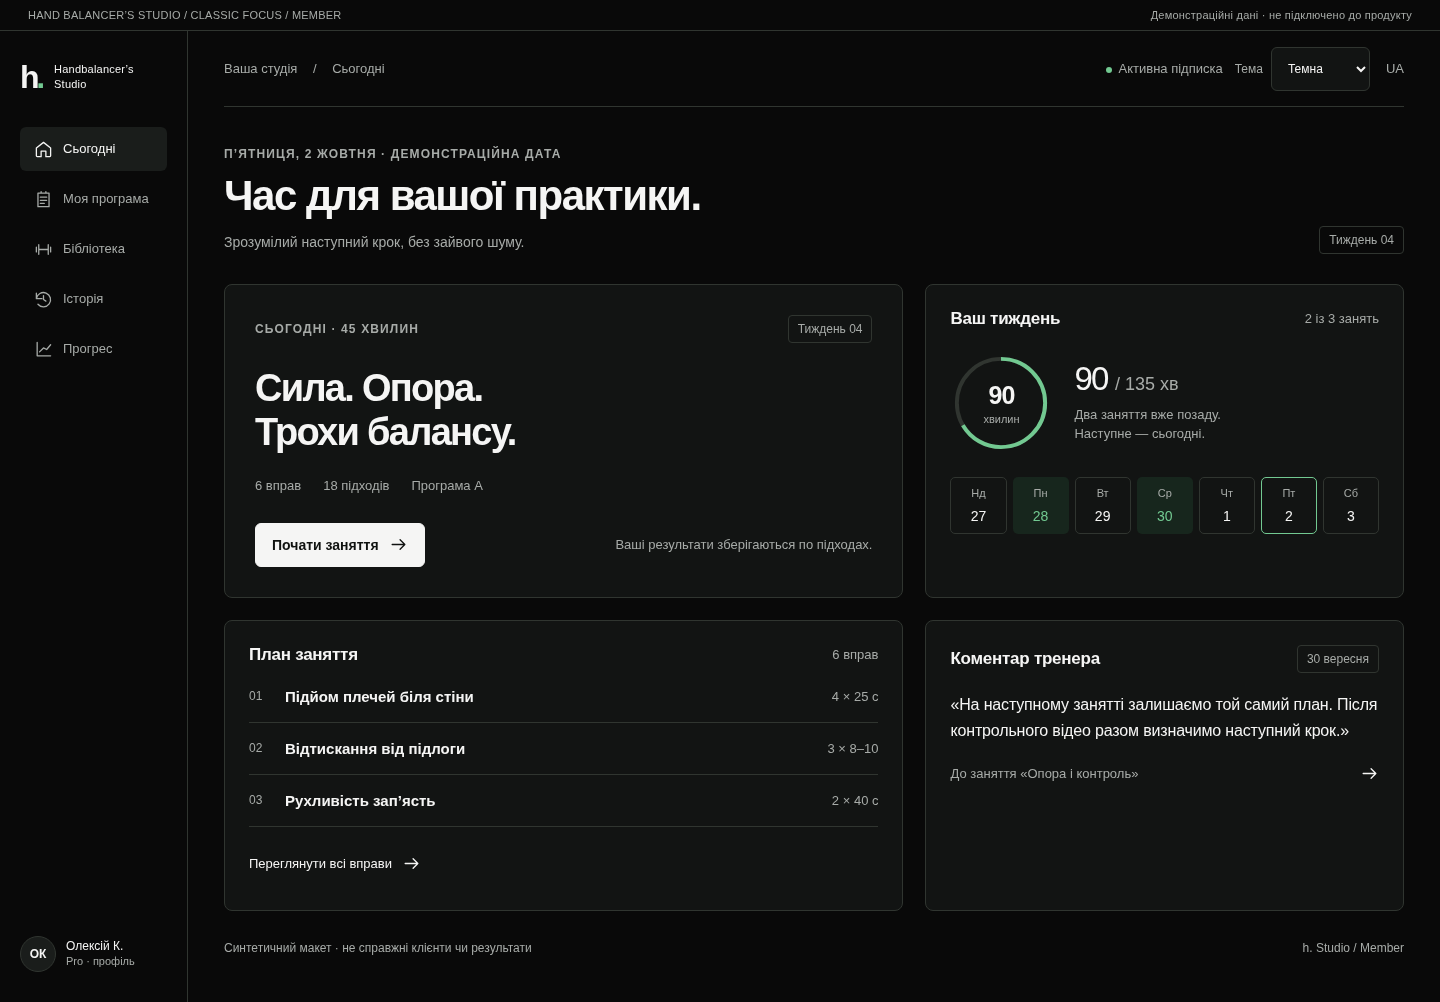 HAND BALANCER'S STUDIO / CLASSIC FOCUS / MEMBER
Демонстраційні дані · не підключено до продукту
h.
Handbalancer's
Studio
Сьогодні
Моя програма
Бібліотека
Історія
Прогрес
ОК
Олексій К.
Pro · профіль
Ваша студія / Сьогодні
Активна підписка
Тема
Темна
UA
П'ЯТНИЦЯ, 2 ЖОВТНЯ · ДЕМОНСТРАЦІЙНА ДАТА
Час для вашої практики.
Зрозумілий наступний крок, без зайвого шуму.
Тиждень 04
СЬОГОДНІ · 45 ХВИЛИН
Тиждень 04
Сила. Опора.
Трохи балансу.
6 вправ 18 підходів Програма A
Почати заняття
Ваші результати зберігаються по підходах.
Ваш тиждень
2 із 3 занять
90
хвилин
90 / 135 хв
Два заняття вже позаду.
Наступне — сьогодні.
Нд Пн Вт Ср Чт Пт Сб
27 28 29 30 1 2 3
План заняття
6 вправ
01 Підйом плечей біля стіни 4 × 25 с
02 Відтискання від підлоги 3 × 8–10
03 Рухливість зап’ясть 2 × 40 с
Переглянути всі вправи
Коментар тренера
30 вересня
«На наступному занятті залишаємо той самий план. Після
контрольного відео разом визначимо наступний крок.»
До заняття «Опора і контроль»
Синтетичний макет · не справжні клієнти чи результати
h. Studio / Member